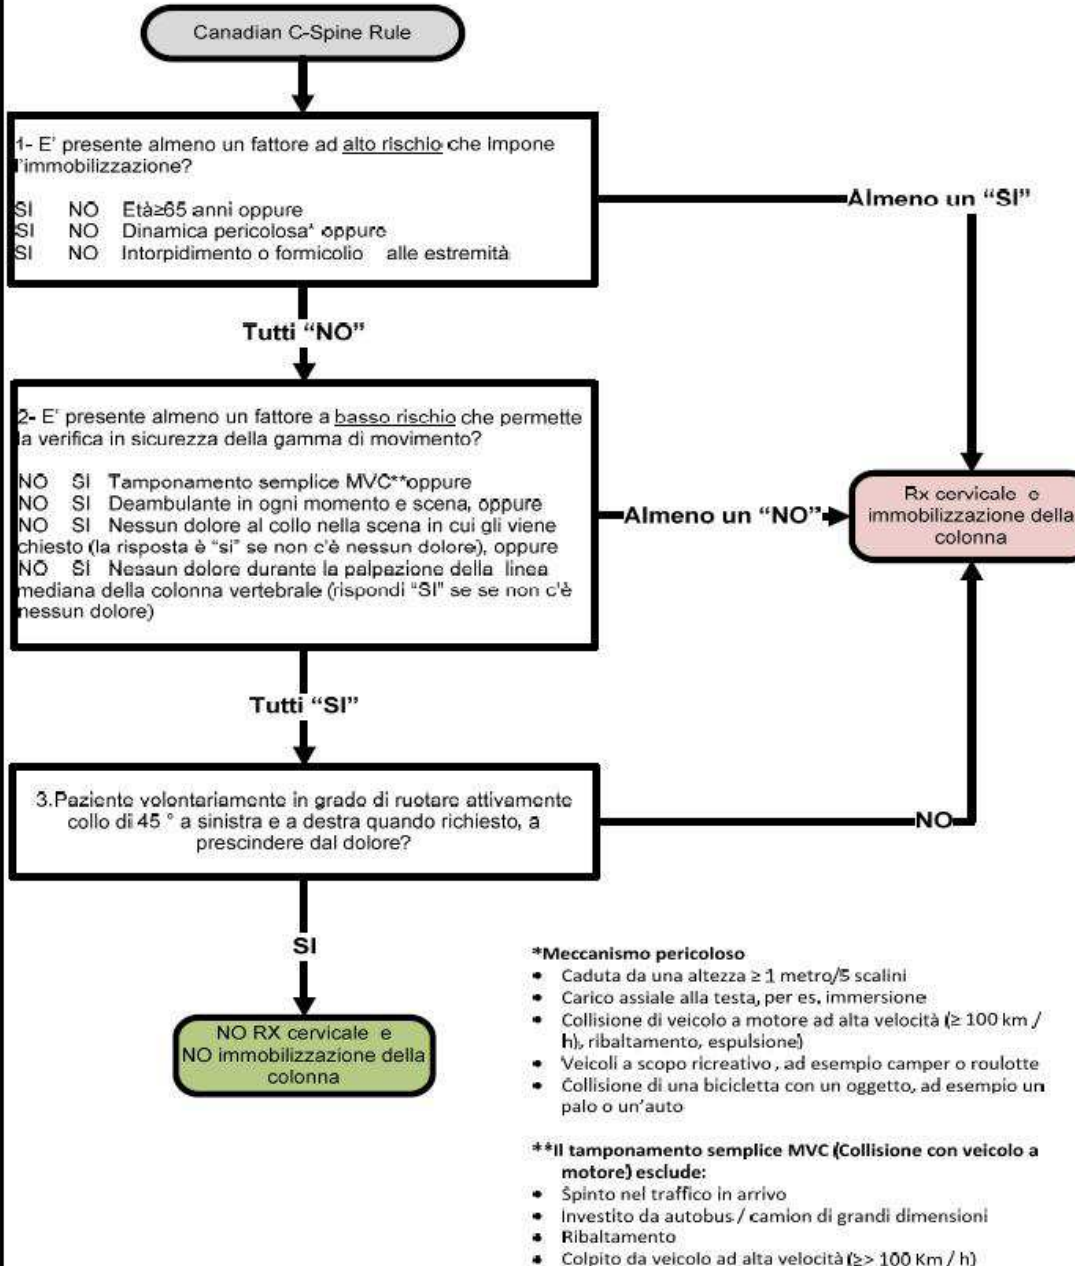 Canadian C-Spine Rule
1- E' presente almeno un fattore ad alto rischio che impone
l'immobilizzazione?
SI NO Età≥65 anni oppure
SI NO Dinamica pericolosa* oppure
SI NO Intorpidimento o formicolio alle estremità
Almeno un “SI”
Tutti “NO”
2- E' presente almeno un fattore a basso rischio che permette
la verifica in sicurezza della gamma di movimento?
NO SI Tamponamento semplice MVC**oppure
NO SI Deambulante in ogni momento e scena, oppure
NO SI Nessun dolore al collo nella scena in cui gli viene
chiesto (la risposta è “si” se non c'è nessun dolore), oppure
NO SI Nessun dolore durante la palpazione della linea
mediana della colonna vertebrale (rispondi “SI” se se non c'è
nessun dolore)
Almeno un “NO”
Rx cervicale e
immobilizzazione della
colonna
Tutti “SI”
3.Paziente volontariamente in grado di ruotare attivamente
collo di 45 ° a sinistra e a destra quando richiesto, a
prescindere dal dolore?
NO
SI
NO RX cervicale e
NO immobilizzazione della
colonna
*Meccanismo pericoloso
• Caduta da una altezza ≥ 1 metro/5 scalini
• Carico assiale alla testa, per es. immersione
• Collisione di veicolo a motore ad alta velocità (≥ 100 km /
h), ribaltamento, espulsione)
• Veicoli a scopo ricreativo , ad esempio camper o roulotte
• Collisione di una bicicletta con un oggetto, ad esempio un
palo o un'auto
**Il tamponamento semplice MVC (Collisione con veicolo a
motore) esclude:
• Spinto nel traffico in arrivo
• Investito da autobus / camion di grandi dimensioni
• Ribaltamento
• Colpito da veicolo ad alta velocità (≥> 100 Km / h)